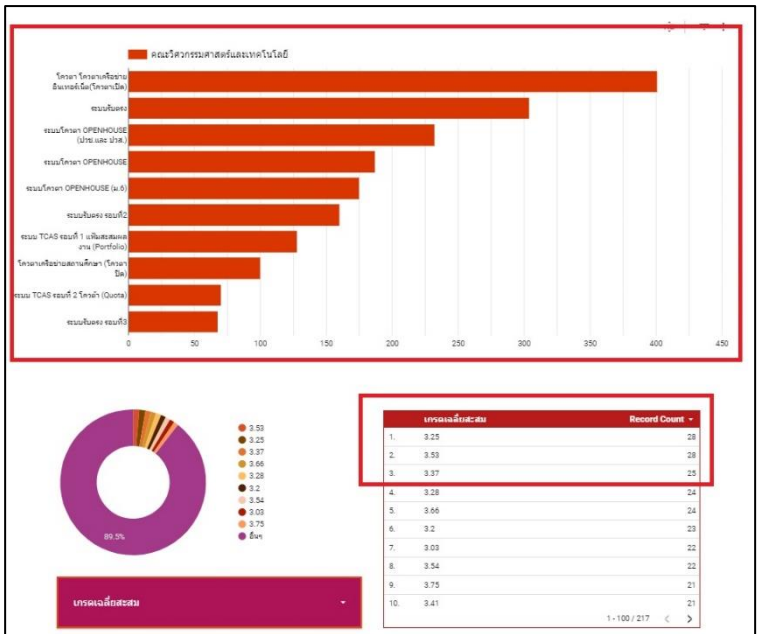 คณะวิศวกรรมศาสตร์และเทคโนโลยี
โควตา โควตาเครือข่าย
อินเทอร์เน็ต(โควตาเปิด)
ระบบรับตรง
ระบบโควตา OPENHOUSE
(ปวช.และ ปวส.)
ระบบโควตา OPENHOUSE
ระบบโควตา OPENHOUSE (ม.6)
ระบบรับตรง รอบที่2
ระบบ TCAS รอบที่ 1 แฟ้มสะสมผล
งาน (Portfolio)
โควตาเครือข่ายสถานศึกษา (โควตา
ปิด)
ระบบ TCAS รอบที่ 2 โควต้า (Quota)
ระบบรับตรง รอบที่3
0 50 100 150 200 250 300 350 400 450
89.5%
3.53
3.25
3.37
3.66
3.28
3.2
3.54
3.03
3.75
อื่นๆ
เกรดเฉลี่ยสะสม
เกรดเฉลี่ยสะสม Record Count
1. 3.25 28
2. 3.53 28
3. 3.37 25
4. 3.28 24
5. 3.66 24
6. 3.2 23
7. 3.03 22
8. 3.54 22
9. 3.75 21
10. 3.41 21
1 - 100 / 217